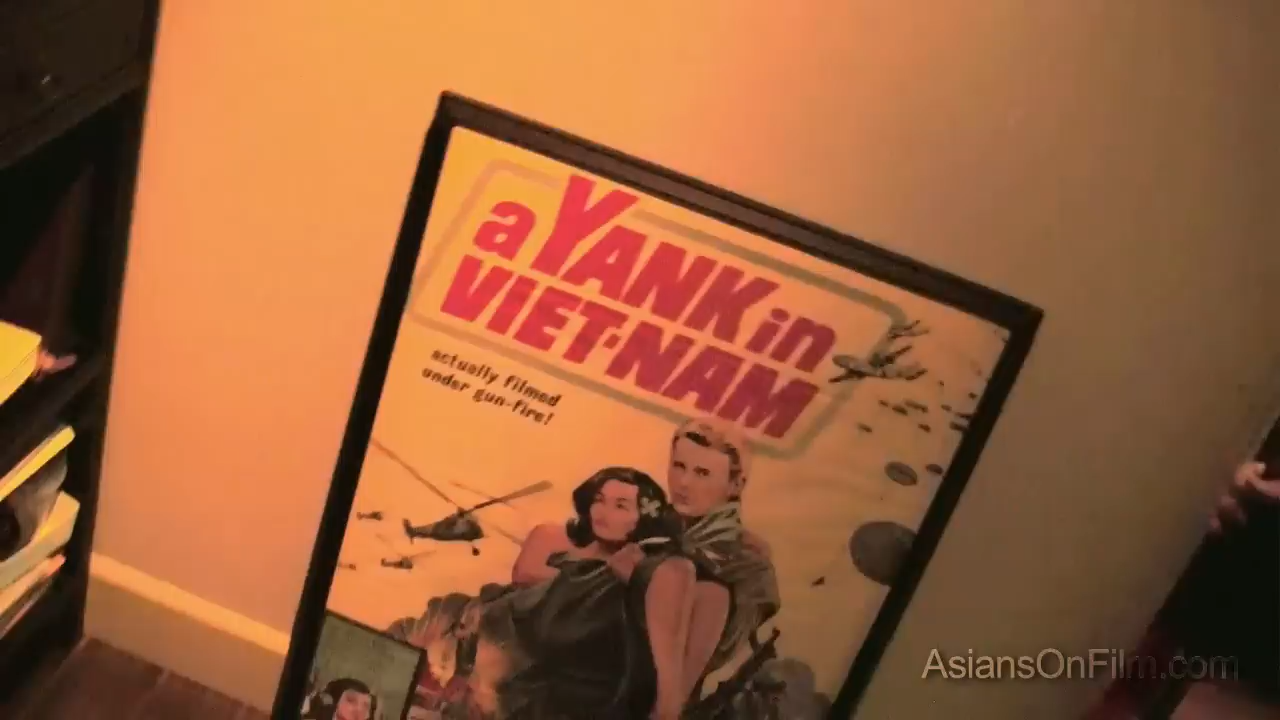 a YANK in
VIET-NAM
actually filmed
under gun-fire!
AsiansOnFilm.com